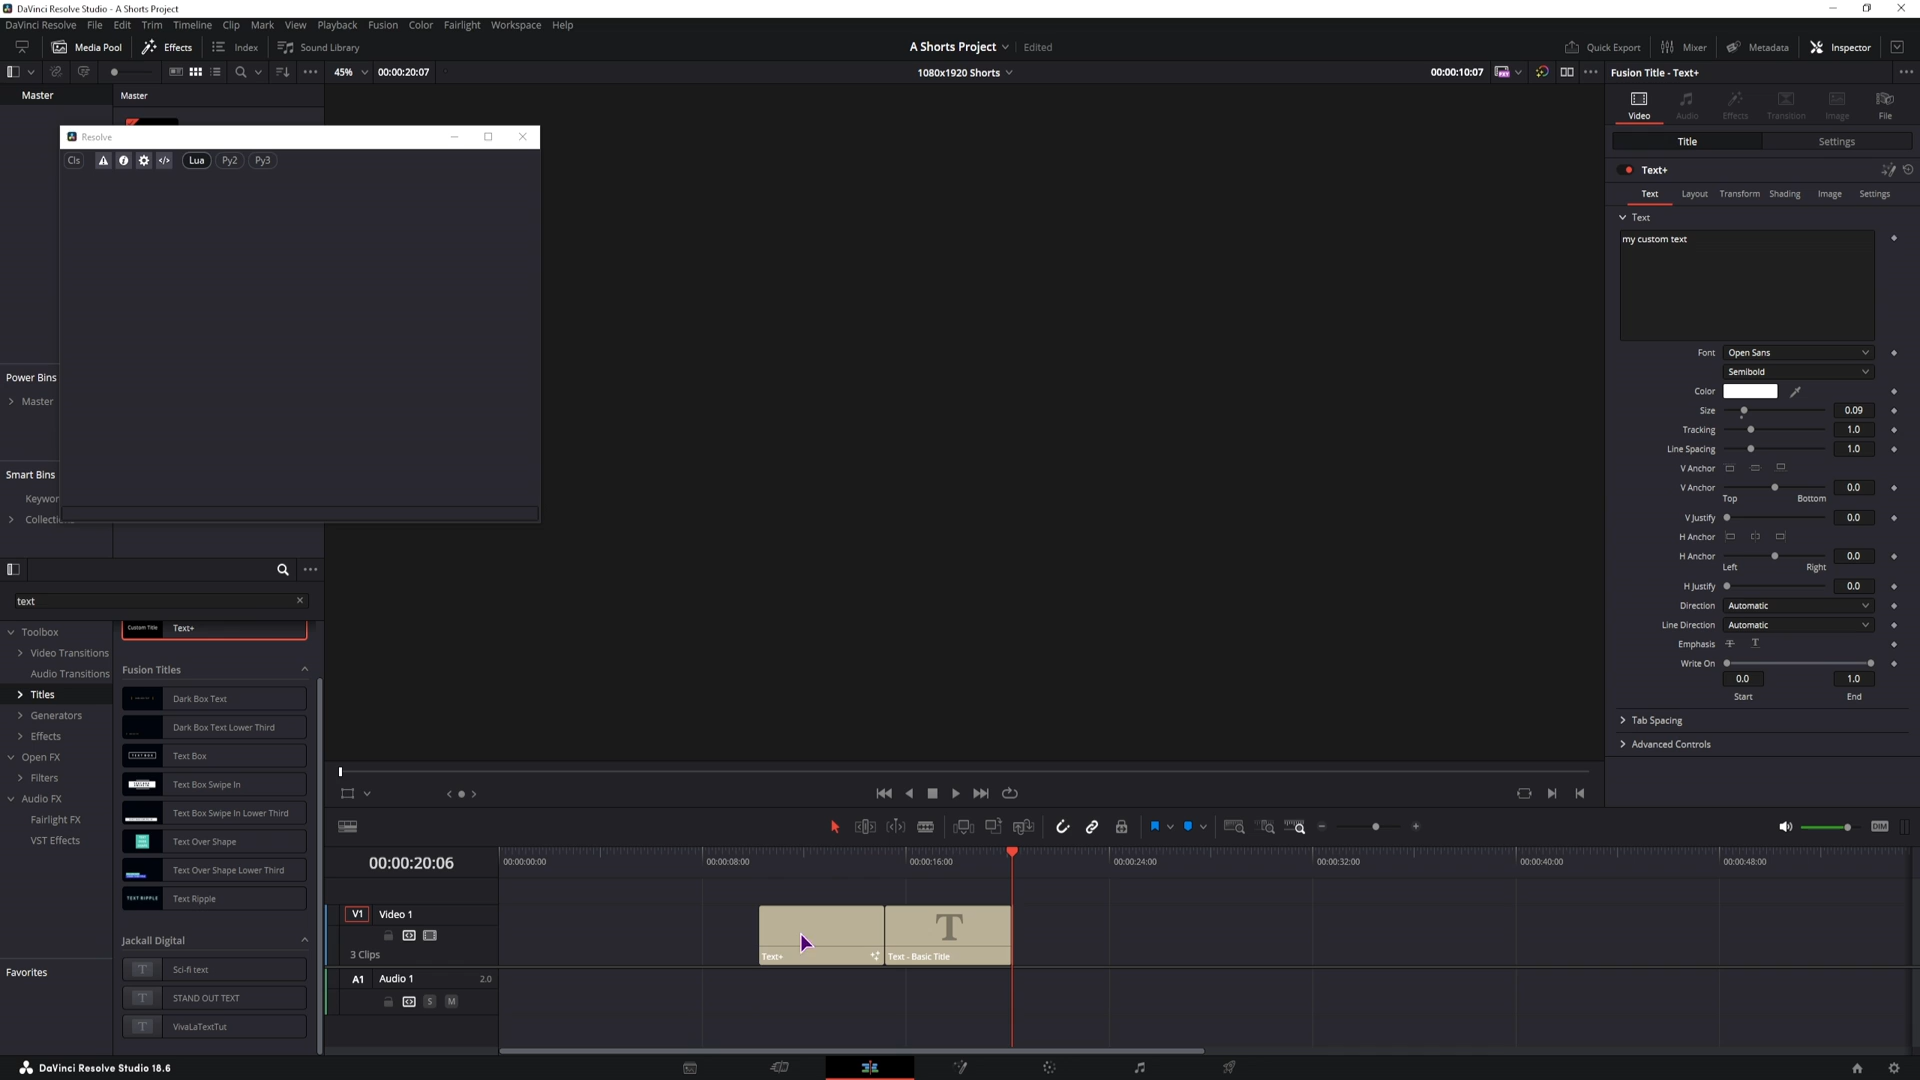 DaVinci Resolve Studio - A Shorts Project
DaVinci Resolve File Edit Trim Timeline Clip Mark View Playback Fusion Color Fairlight Workspace Help
Media Pool Effects Index Sound Library A Shorts Project Edited Quick Export Mixer Metadata Inspector
45% 00:00:20:07 1080x1920 Shorts 00:00:10:07 Fusion Title - Text+
Master Master
Video Audio Effects Transition Image File
Resolve
Title Settings
Cls Lua Py2 Py3
Text+
Text Layout Transform Shading Image Settings
Text
my custom text
Font Open Sans
Semibold
Color
Size 0.09
Tracking 1.0
Line Spacing 1.0
V Anchor
V Anchor 0.0
Top Bottom
V Justify 0.0
H Anchor
H Anchor 0.0
Left Right
H Justify 0.0
Direction Automatic
Line Direction Automatic
Emphasis T T
Write On
0.0 1.0
Start End
Tab Spacing
Advanced Controls
Power Bins
Master
Smart Bins
Keywor
Collectio
text
Toolbox
Video Transitions
Audio Transitions
Titles
Generators
Effects
Open FX
Filters
Audio FX
Fairlight FX
VST Effects
Favorites
Custom Title Text+
Fusion Titles
Dark Box Text
Dark Box Text Lower Third
TEXT BOX Text Box
Text Box Swipe In
Text Box Swipe In Lower Third
Text Over Shape
Text Over Shape Lower Third
TEXT RIPPLE Text Ripple
Jackall Digital
T Sci-fi text
T STAND OUT TEXT
T VivaLaTextTut
DIM
00:00:20:06 00:00:00:00 00:00:08:00 00:00:16:00 00:00:24:00 00:00:32:00 00:00:40:00 00:00:48:00
V1 Video 1
3 Clips
T
Text+ Text - Basic Title
A1 Audio 1 2.0
S M
DaVinci Resolve Studio 18.6